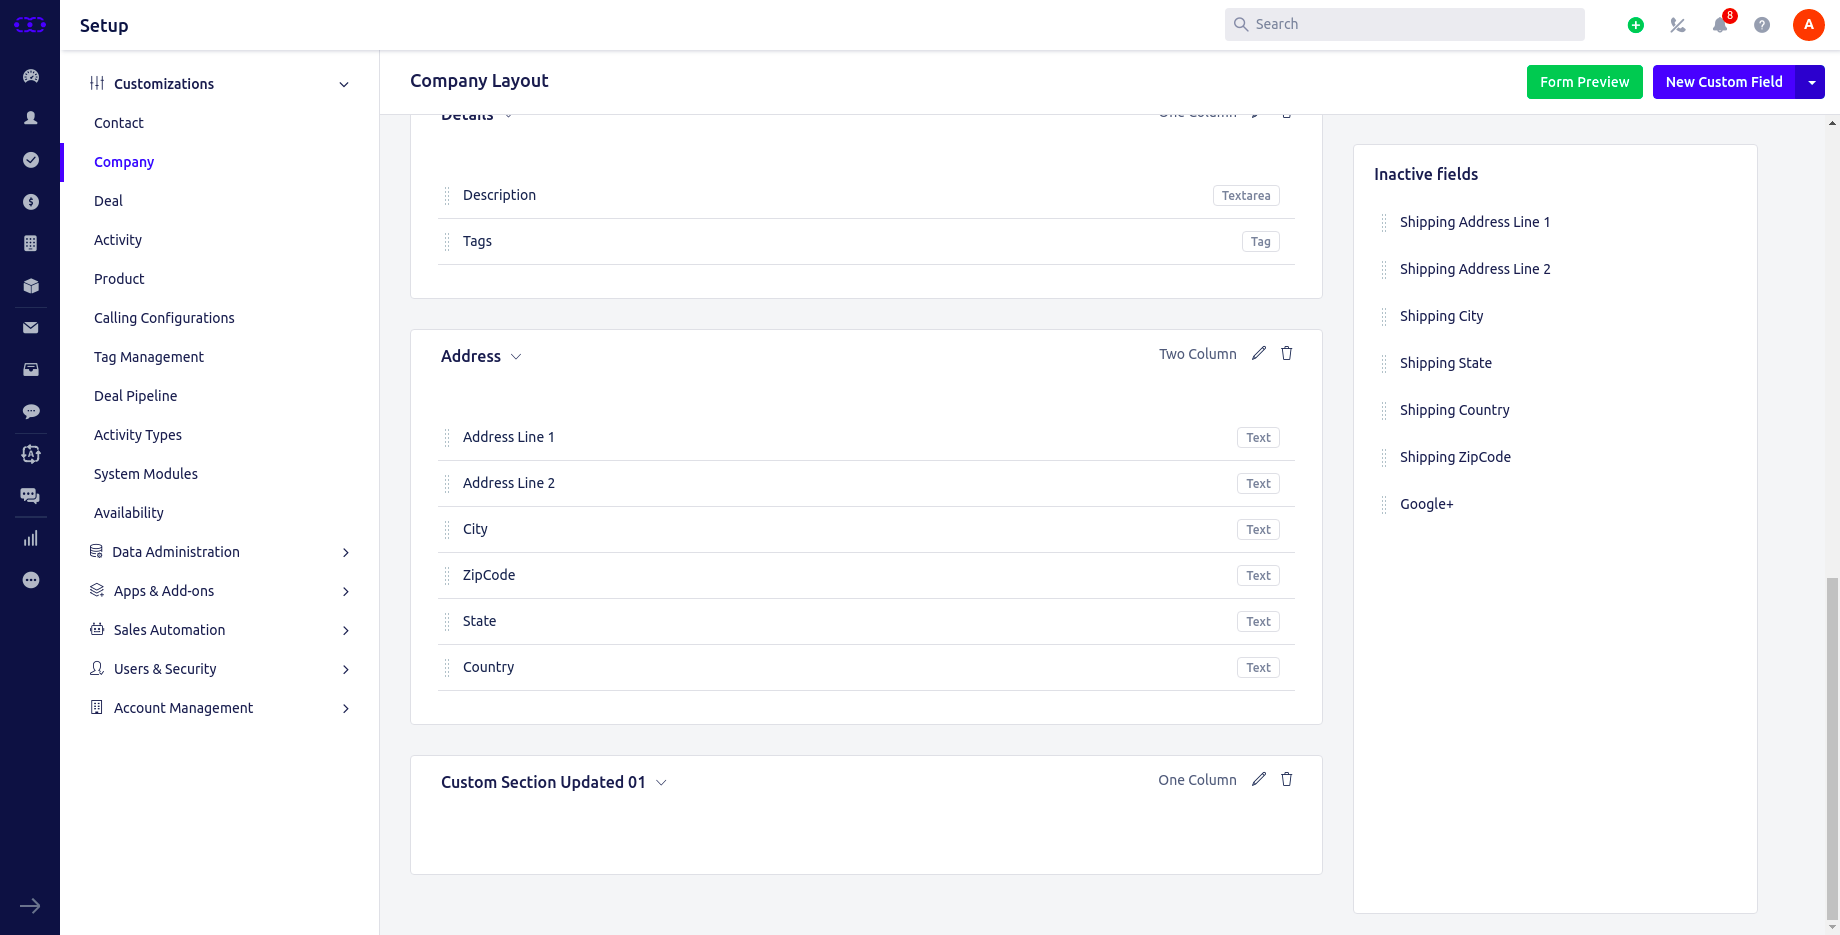 Setup
Search
8
A
Customizations
Contact
Company
Deal
Activity
Product
Calling Configurations
Tag Management
Deal Pipeline
Activity Types
System Modules
Availability
Data Administration
Apps & Add-ons
Sales Automation
Users & Security
Account Management
Company Layout
Form Preview
New Custom Field
Details
One Column
Description
Textarea
Tags
Tag
Address
Two Column
Address Line 1
Text
Address Line 2
Text
City
Text
ZipCode
Text
State
Text
Country
Text
Custom Section Updated 01
One Column
Inactive fields
Shipping Address Line 1
Shipping Address Line 2
Shipping City
Shipping State
Shipping Country
Shipping ZipCode
Google+